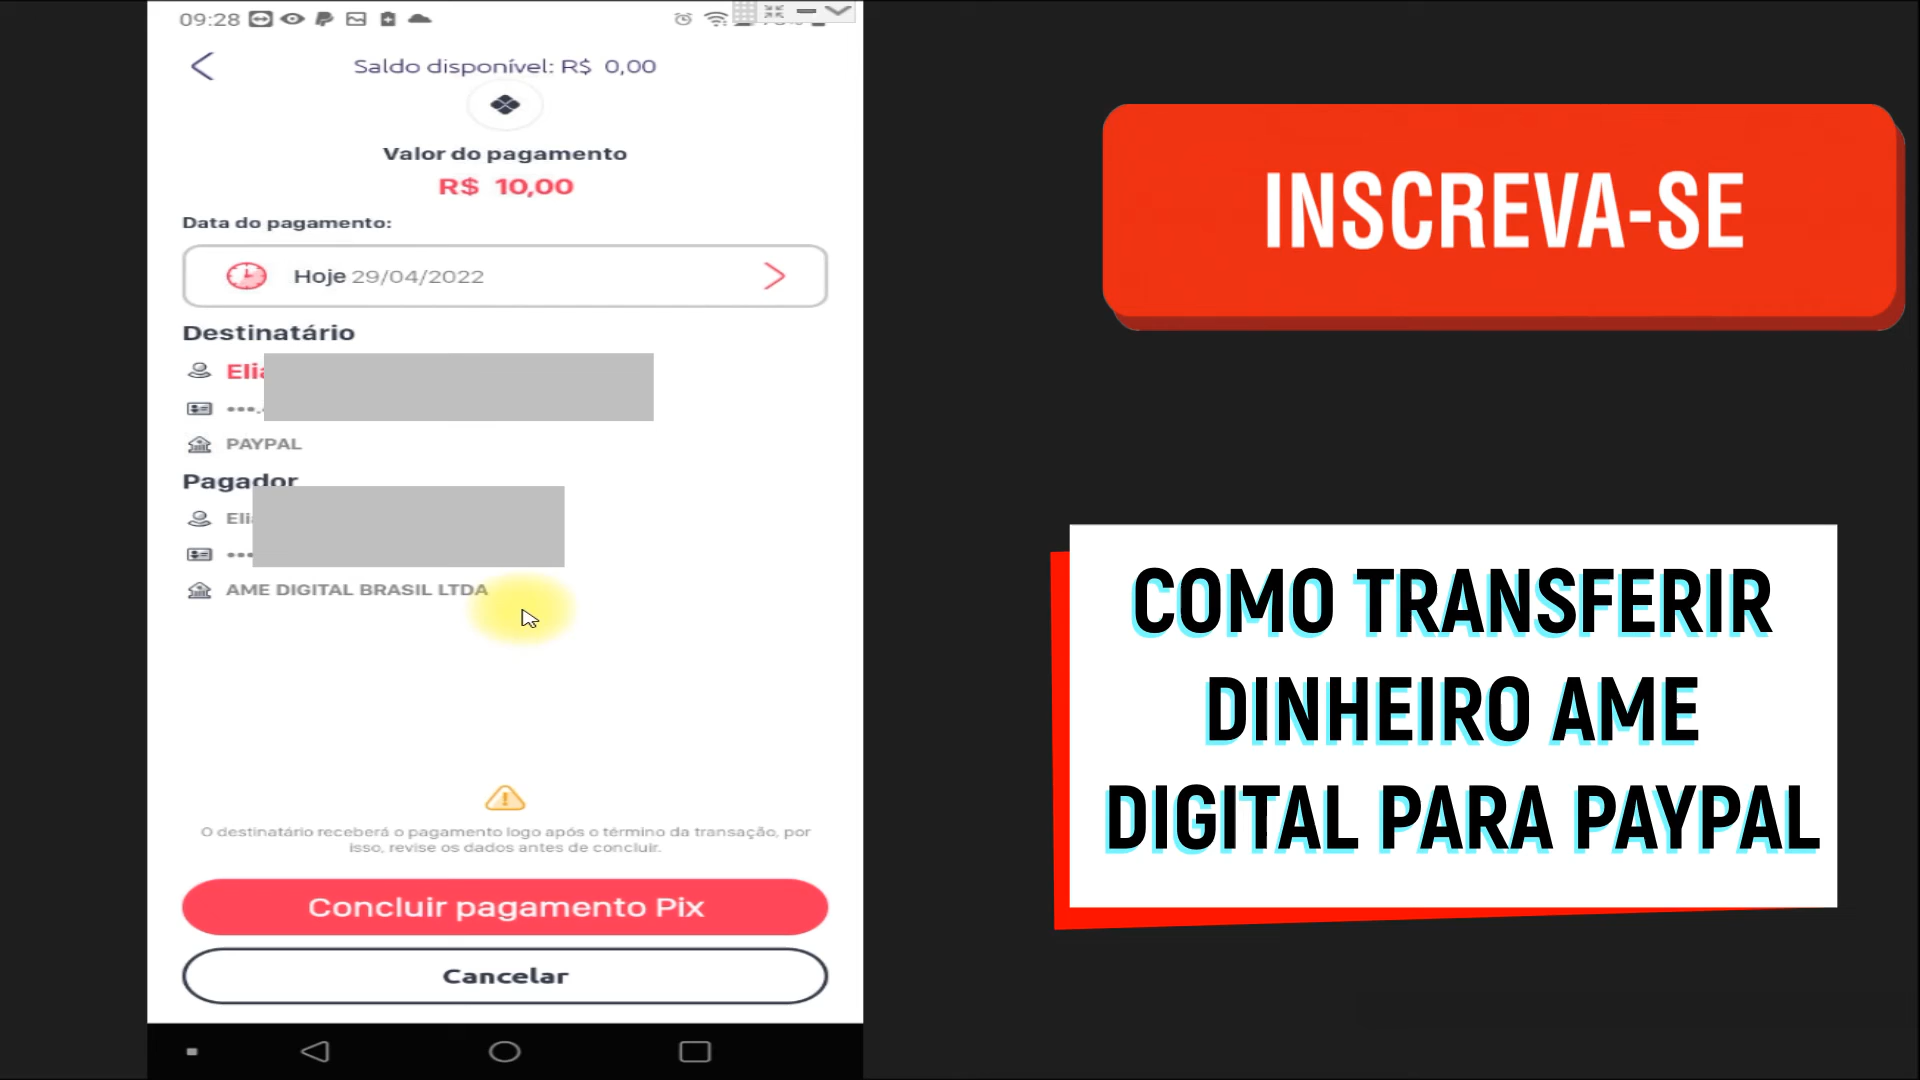 09:28
Saldo disponível: R$ 0,00
Valor do pagamento
R$ 10,00
Data do pagamento:
Hoje 29/04/2022
Destinatário
PAYPAL
Pagador
AME DIGITAL BRASIL LTDA
O destinatário receberá o pagamento logo após o término da transação, por
isso, revise os dados antes de concluir.
Concluir pagamento Pix
Cancelar
INSCREVA-SE
COMO TRANSFERIR
DINHEIRO AME
DIGITAL PARA PAYPAL